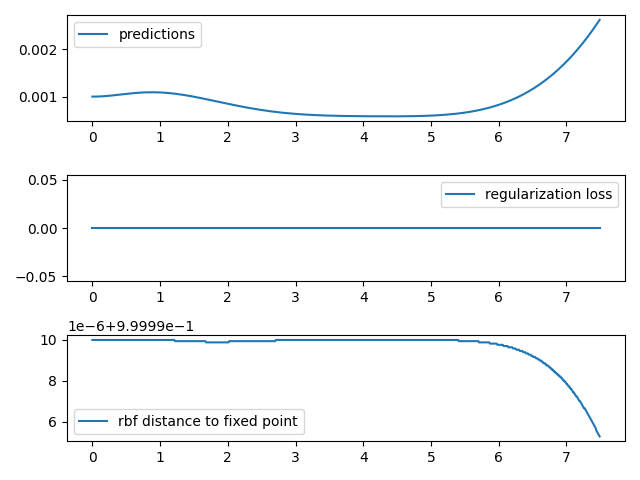 predictions
0.002
0.001
0 1 2 3 4 5 6 7
regularization loss
0.05
0.00
−0.05
0 1 2 3 4 5 6 7
1e−6+9.9999e−1
10
8
6
rbf distance to fixed point
0 1 2 3 4 5 6 7